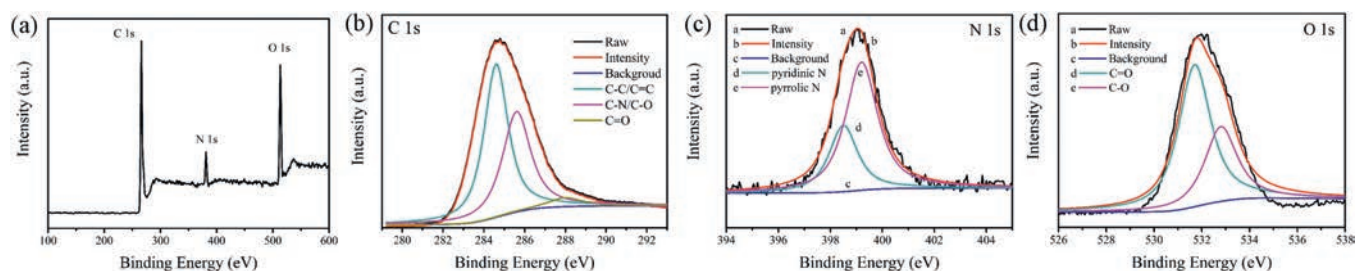 (a)
C 1s
N 1s
O 1s
Intensity (a.u.)
100 200 300 400 500 600
Binding Energy (eV)
(b)
C 1s
Raw
Intensity
Backgroud
C-C/C=C
C-N/C-O
C=O
Intensity (a.u.)
280 282 284 286 288 290 292
Binding Energy (eV)
(c)
N 1s
a Raw
b Intensity
c Background
d pyridinic N
e pyrrolic N
a
b
e
d
c
Intensity (a.u.)
394 396 398 400 402 404
Binding Energy (eV)
(d)
O 1s
a Raw
b Intensity
c Background
d C=O
e C-O
Intensity (a.u.)
526 528 530 532 534 536 538
Binding Energy (eV)